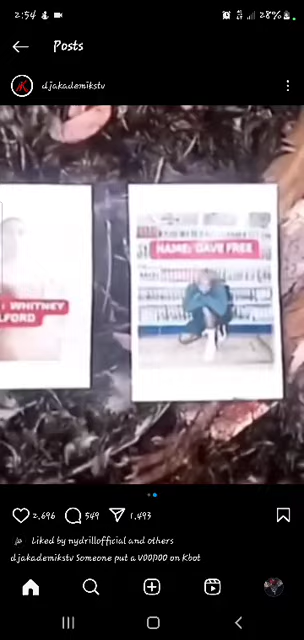 2:54
28%
Posts
djakademikstv
: WHITNEY
LFORD
NAME: DAVE FREE
2,696
549
1,493
Liked by nydrillofficial and others
djakademikstv Someone put a VOODOO on Kbot